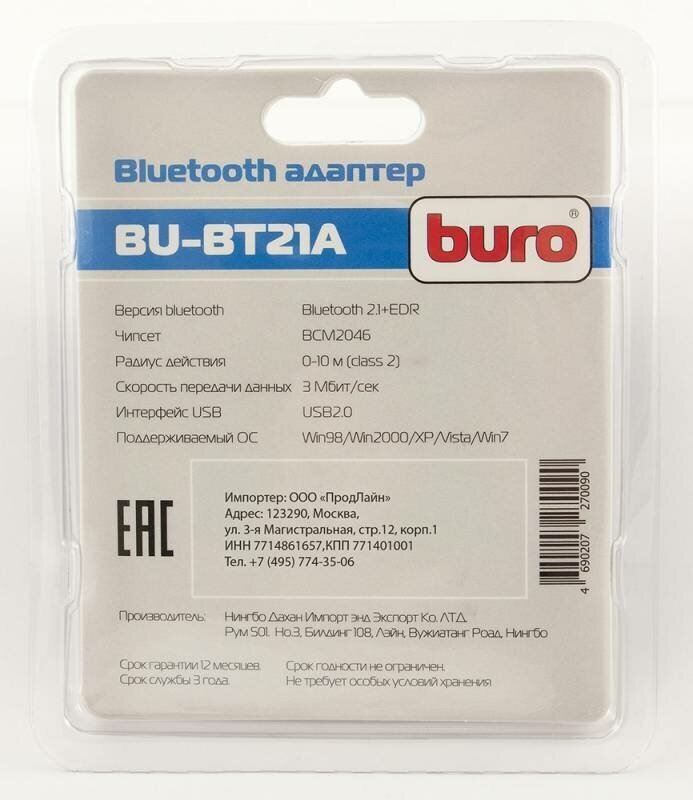 Bluetooth адаптер
BU-BT21A
buro®
Версия bluetooth Bluetooth 2.1+EDR
Чипсет BCM2046
Радиус действия 0-10 м (class 2)
Скорость передачи данных 3 Мбит/сек
Интерфейс USB USB2.0
Поддерживаемый ОС Win98/Win2000/XP/Vista/Win7
EAC
Импортер: ООО «ПродЛайн»
Адрес: 123290, Москва,
ул. 3-я Магистральная, стр.12, корп.1
ИНН 7714861657,КПП 771401001
Тел. +7 (495) 774-35-06
4 690207 270090
Производитель: Нингбо Дахан Импорт энд Экспорт Ко. ЛТД.
Рум 501. Но.3, Билдинг 108, Лэйн, Вужиатанг Роад, Нингбо
Срок гарантии 12 месяцев. Срок годности не ограничен.
Срок службы 3 года. Не требует особых условий хранения